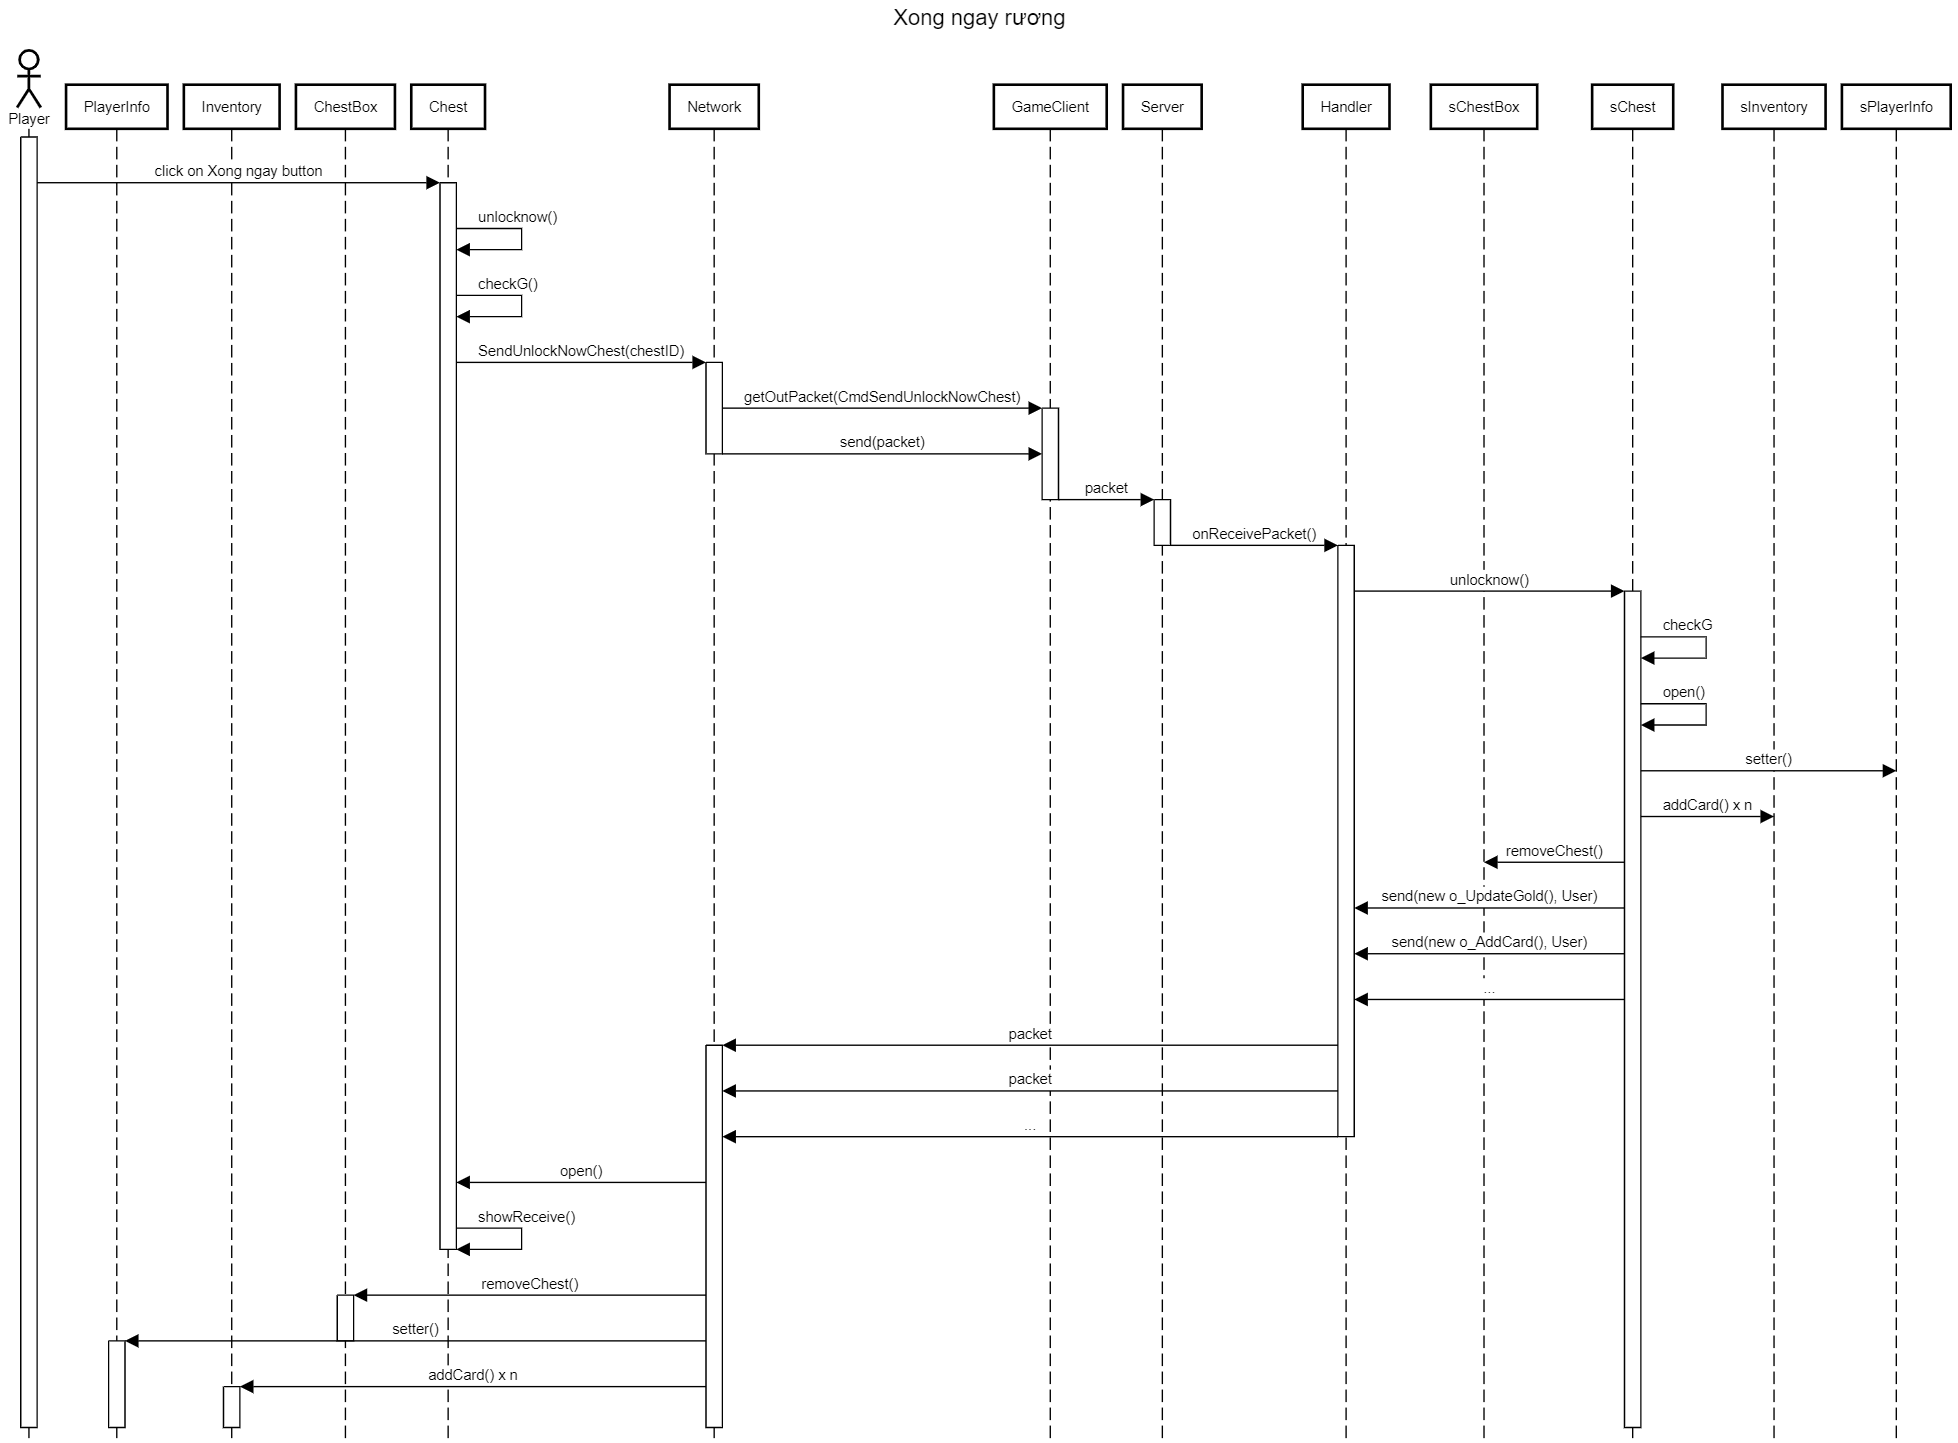 Xong ngay rương
Player
PlayerInfo
Inventory
ChestBox
Chest
Network
GameClient
Server
Handler
sChestBox
sChest
sInventory
sPlayerInfo
click on Xong ngay button
unlocknow()
checkG()
SendUnlockNowChest(chestID)
getOutPacket(CmdSendUnlockNowChest)
send(packet)
packet
onReceivePacket()
unlocknow()
checkG
open()
setter()
addCard() x n
removeChest()
send(new o_UpdateGold(), User)
send(new o_AddCard(), User)
...
packet
packet
...
open()
showReceive()
removeChest()
setter()
addCard() x n